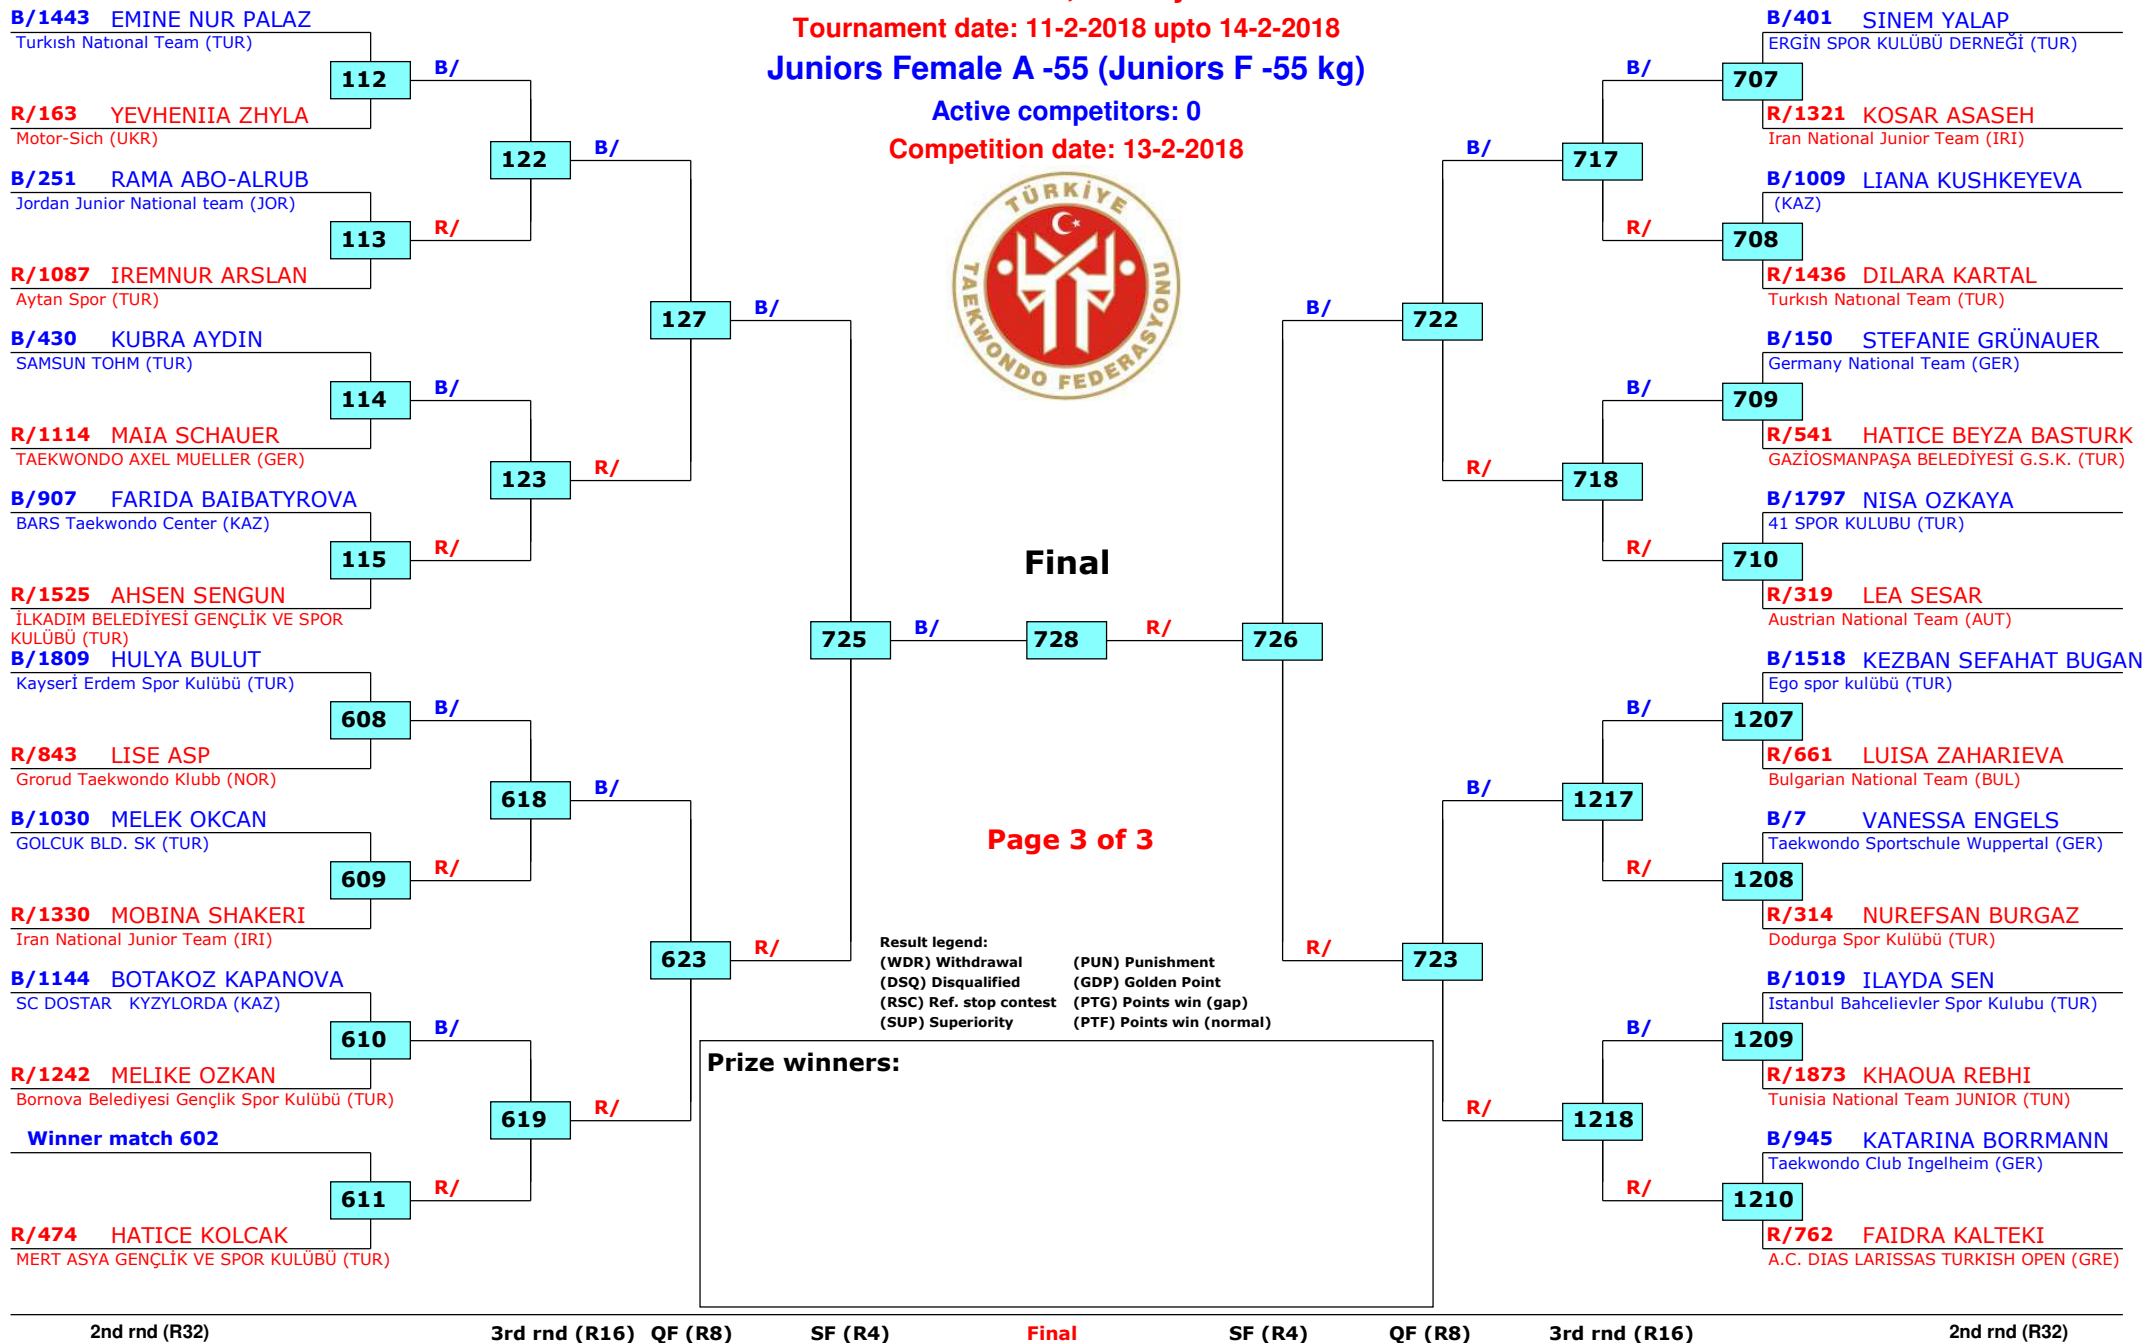 Tournament date: 11-2-2018 upto 14-2-2018
Juniors Female A -55 (Juniors F -55 kg)
Active competitors: 0
Competition date: 13-2-2018
TÜRKİYE
TAEKWONDO FEDERASYONU
B/1443 EMINE NUR PALAZ
Turkısh Natıonal Team (TUR)
112
B/
R/163 YEVHENIIA ZHYLA
Motor-Sich (UKR)
122
B/
B/251 RAMA ABO-ALRUB
Jordan Junior National team (JOR)
113
R/
R/1087 IREMNUR ARSLAN
Aytan Spor (TUR)
127
B/
B/430 KUBRA AYDIN
SAMSUN TOHM (TUR)
114
B/
R/1114 MAIA SCHAUER
TAEKWONDO AXEL MUELLER (GER)
123
R/
B/907 FARIDA BAIBATYROVA
BARS Taekwondo Center (KAZ)
115
R/
R/1525 AHSEN SENGUN
İLKADIM BELEDİYESİ GENÇLİK VE SPOR
KULÜBÜ (TUR)
725
B/
B/1809 HULYA BULUT
Kayserİ Erdem Spor Kulübü (TUR)
608
B/
R/843 LISE ASP
Grorud Taekwondo Klubb (NOR)
618
B/
B/1030 MELEK OKCAN
GOLCUK BLD. SK (TUR)
609
R/
R/1330 MOBINA SHAKERI
Iran National Junior Team (IRI)
623
R/
B/1144 BOTAKOZ KAPANOVA
SC DOSTAR KYZYLORDA (KAZ)
610
B/
R/1242 MELIKE OZKAN
Bornova Belediyesi Gençlik Spor Kulübü (TUR)
619
R/
Winner match 602
611
R/
R/474 HATICE KOLCAK
MERT ASYA GENÇLİK VE SPOR KULÜBÜ (TUR)
Final
728
R/
726
Page 3 of 3
Result legend:
(WDR) Withdrawal (PUN) Punishment
(DSQ) Disqualified (GDP) Golden Point
(RSC) Ref. stop contest (PTG) Points win (gap)
(SUP) Superiority (PTF) Points win (normal)
Prize winners:
B/401 SINEM YALAP
ERGİN SPOR KULÜBÜ DERNEĞİ (TUR)
B/
707
R/1321 KOSAR ASASEH
Iran National Junior Team (IRI)
B/
717
B/1009 LIANA KUSHKEYEVA
(KAZ)
R/
708
R/1436 DILARA KARTAL
Turkısh Natıonal Team (TUR)
B/
722
B/150 STEFANIE GRÜNAUER
Germany National Team (GER)
B/
709
R/541 HATICE BEYZA BASTURK
GAZİOSMANPAŞA BELEDİYESİ G.S.K. (TUR)
R/
718
B/1797 NISA OZKAYA
41 SPOR KULUBU (TUR)
R/
710
R/319 LEA SESAR
Austrian National Team (AUT)
B/1518 KEZBAN SEFAHAT BUGAN
Ego spor kulübü (TUR)
B/
1207
R/661 LUISA ZAHARIEVA
Bulgarian National Team (BUL)
B/
1217
B/7 VANESSA ENGELS
Taekwondo Sportschule Wuppertal (GER)
R/
1208
R/314 NUREFSAN BURGAZ
Dodurga Spor Kulübü (TUR)
R/
723
B/1019 ILAYDA SEN
Istanbul Bahcelievler Spor Kulubu (TUR)
B/
1209
R/1873 KHAOUA REBHI
Tunisia National Team JUNIOR (TUN)
R/
1218
B/945 KATARINA BORRMANN
Taekwondo Club Ingelheim (GER)
R/
1210
R/762 FAIDRA KALTEKI
A.C. DIAS LARISSAS TURKISH OPEN (GRE)
2nd rnd (R32) 3rd rnd (R16) QF (R8) SF (R4) Final SF (R4) QF (R8) 3rd rnd (R16) 2nd rnd (R32)